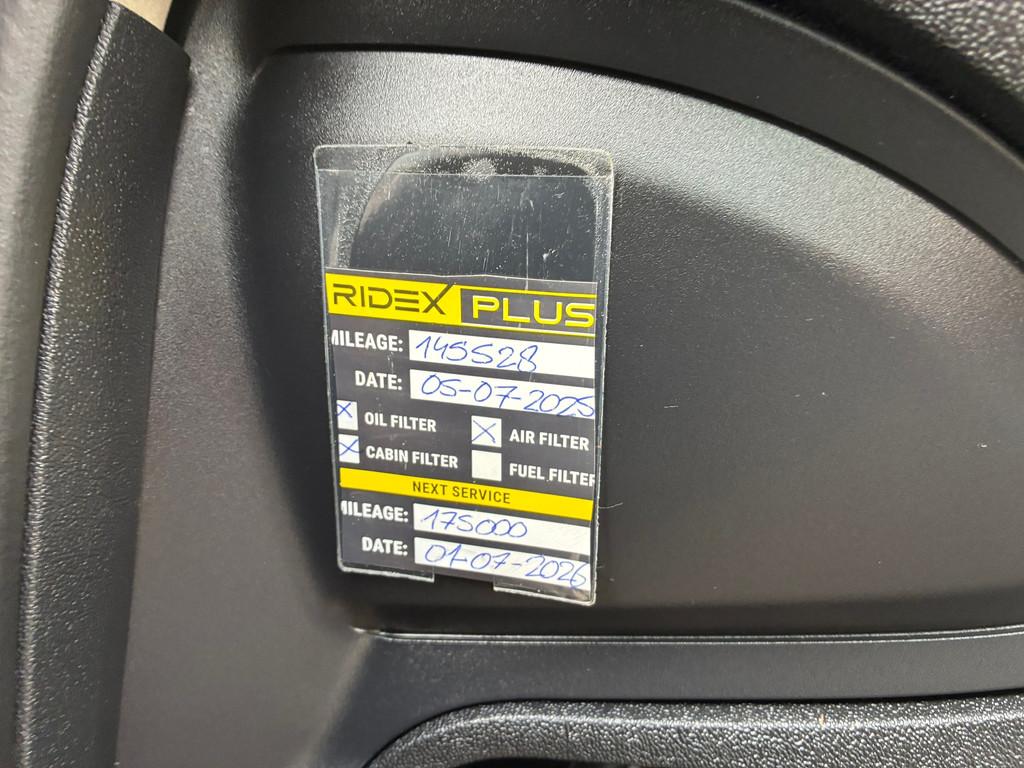 RIDEX PLUS
MILEAGE: 145528
DATE: 05-07-2025
X OIL FILTER X AIR FILTER
X CABIN FILTER FUEL FILTER
NEXT SERVICE
MILEAGE: 175000
DATE: 01-07-2026